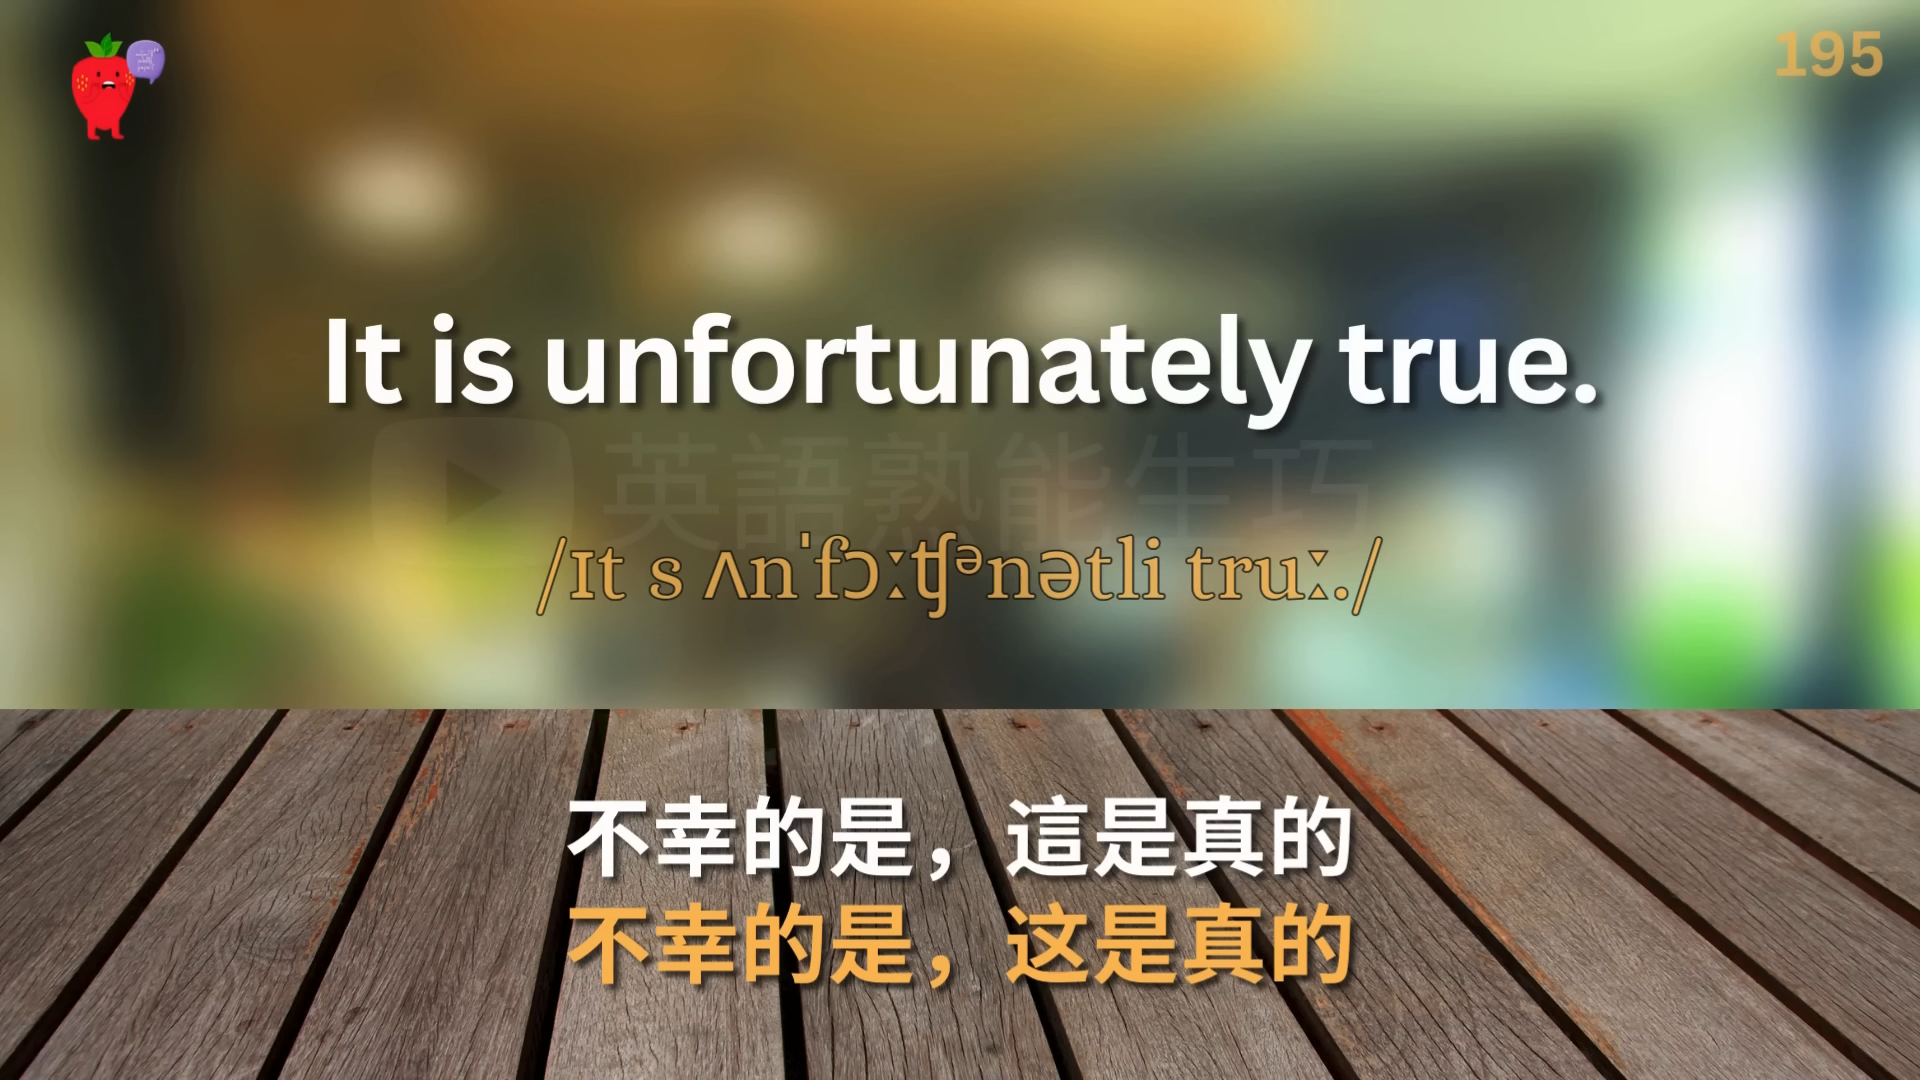 195
It is unfortunately true.
英語熟能生巧
/ɪt s ʌnˈfɔːʧᵊnətli truː./
不幸的是，這是真的
不幸的是，这是真的